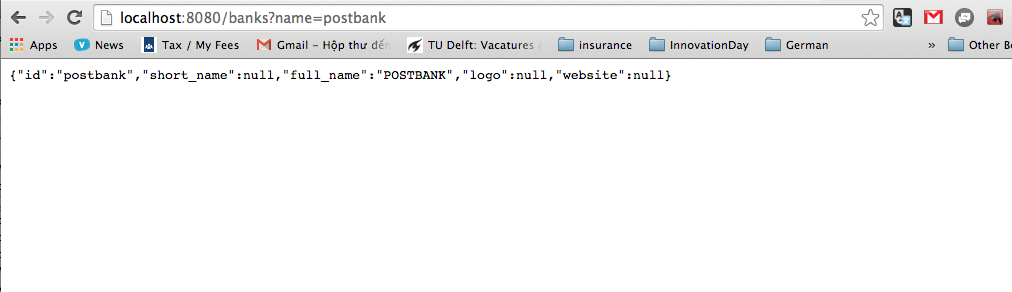 localhost:8080/banks?name=postbank
Apps News Tax / My Fees Gmail – Hộp thư đến TU Delft: Vacatures & insurance InnovationDay German » Other B
{"id":"postbank","short_name":null,"full_name":"POSTBANK","logo":null,"website":null}